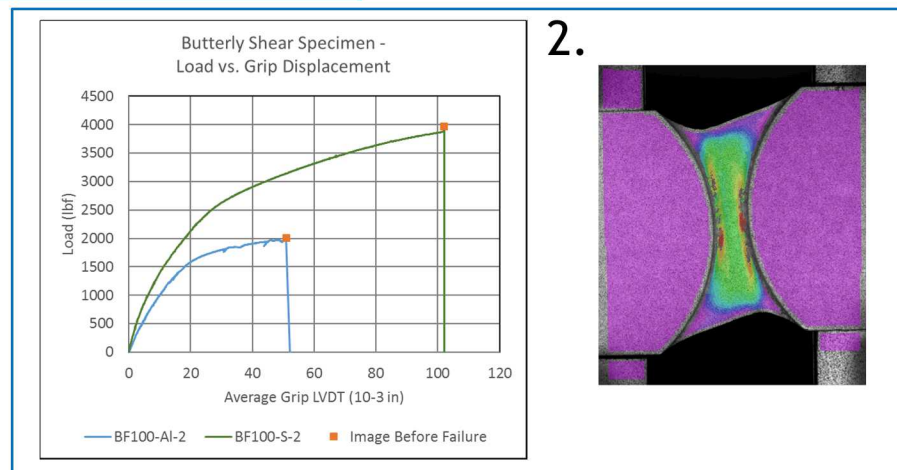 Butterly Shear Specimen -
Load vs. Grip Displacement
2.
Load (lbf)
4500
4000
3500
3000
2500
2000
1500
1000
500
0
0 20 40 60 80 100 120
Average Grip LVDT (10-3 in)
BF100-Al-2 BF100-S-2 Image Before Failure